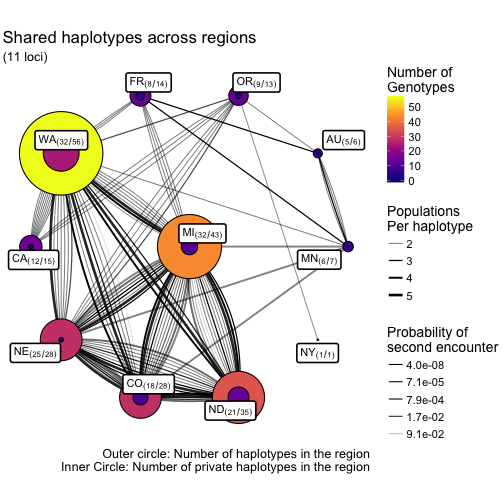 Shared haplotypes across regions
(11 loci)
FR(8/14)
OR(9/13)
WA(32/56)
AU(5/6)
MI(32/43)
CA(12/15)
MN(6/7)
NE(25/28)
NY(1/1)
CO(18/28)
ND(21/35)
Outer circle: Number of haplotypes in the region
Inner Circle: Number of private haplotypes in the region
Number of
Genotypes
50
40
30
20
10
0
Populations
Per haplotype
2
3
4
5
Probability of
second encounter
4.0e-08
7.1e-05
7.9e-04
1.7e-02
9.1e-02